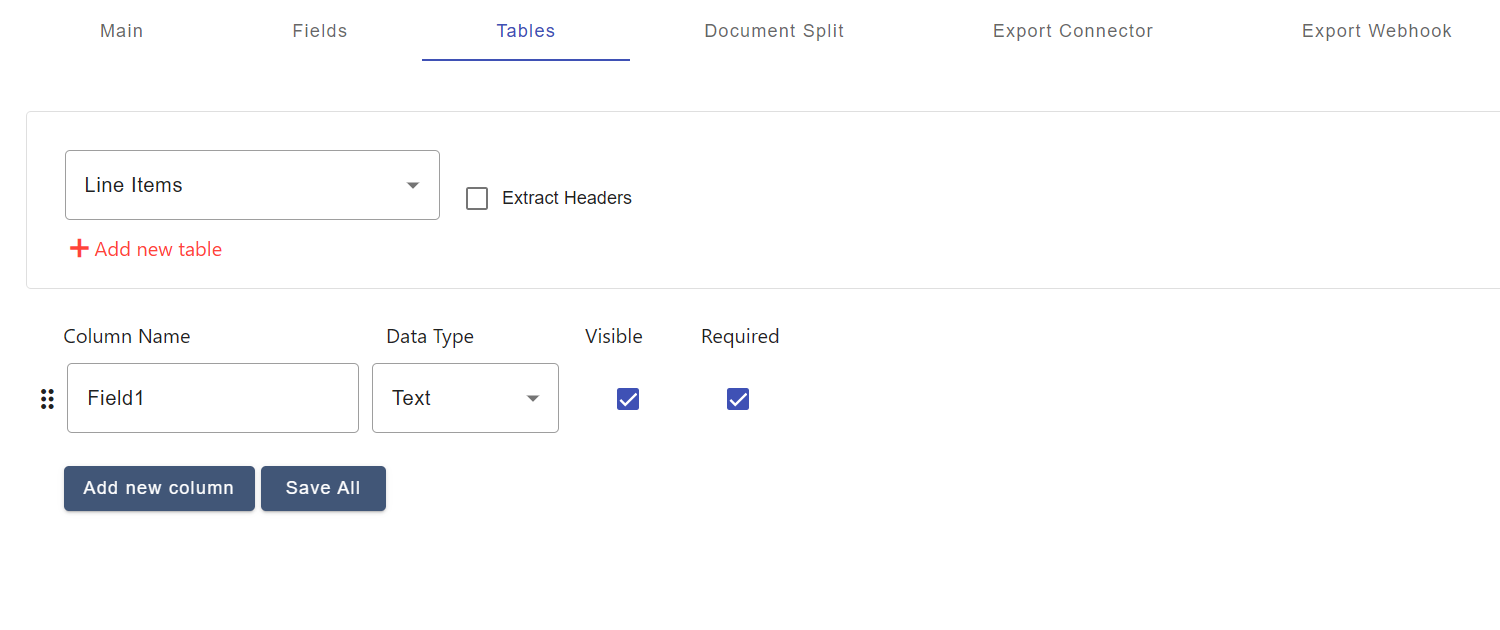 Main Fields Tables Document Split Export Connector Export Webhook
Line Items
Extract Headers
Add new table
Column Name Data Type Visible Required
Field1 Text
Add new column Save All